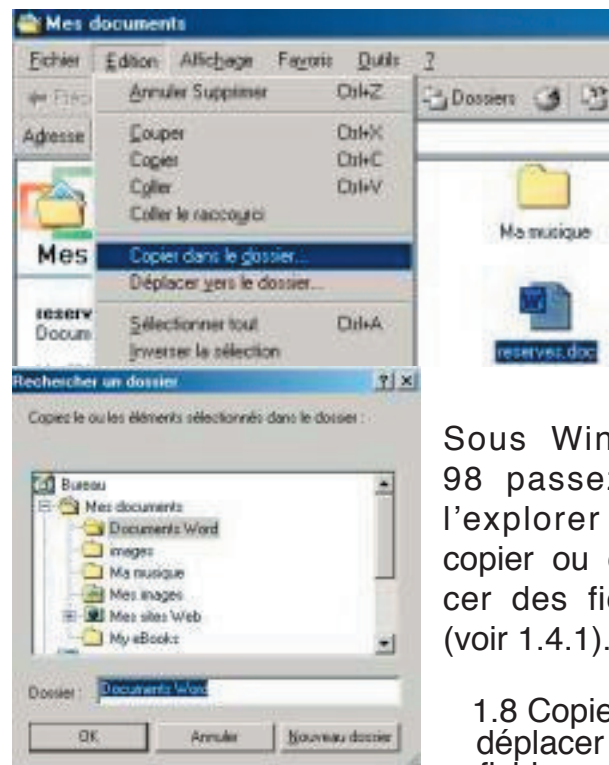 Mes documents
Fichier Édition Affichage Favoris Outils ?
Annuler Supprimer Ctrl+Z
Dossiers
Adresse
Couper Ctrl+X
Copier Ctrl+C
Coller Ctrl+V
Coller le raccourci
Ma musique
Mes
Copier dans le dossier...
Déplacer vers le dossier...
reserv
Docum
Sélectionner tout Ctrl+A
Inverser la sélection
reserves.doc
Rechercher un dossier ? ×
Copiez le ou les éléments sélectionnés dans le dossier :
Bureau
Mes documents
Documents Word
images
Ma musique
Mes images
Mes sites Web
My eBooks
Dossier : Documents Word
OK Annuler Nouveau dossier
Sous Win
98 passez
l'explorer
copier ou
cer des fi
(voir 1.4.1).
1.8 Copie
déplacer